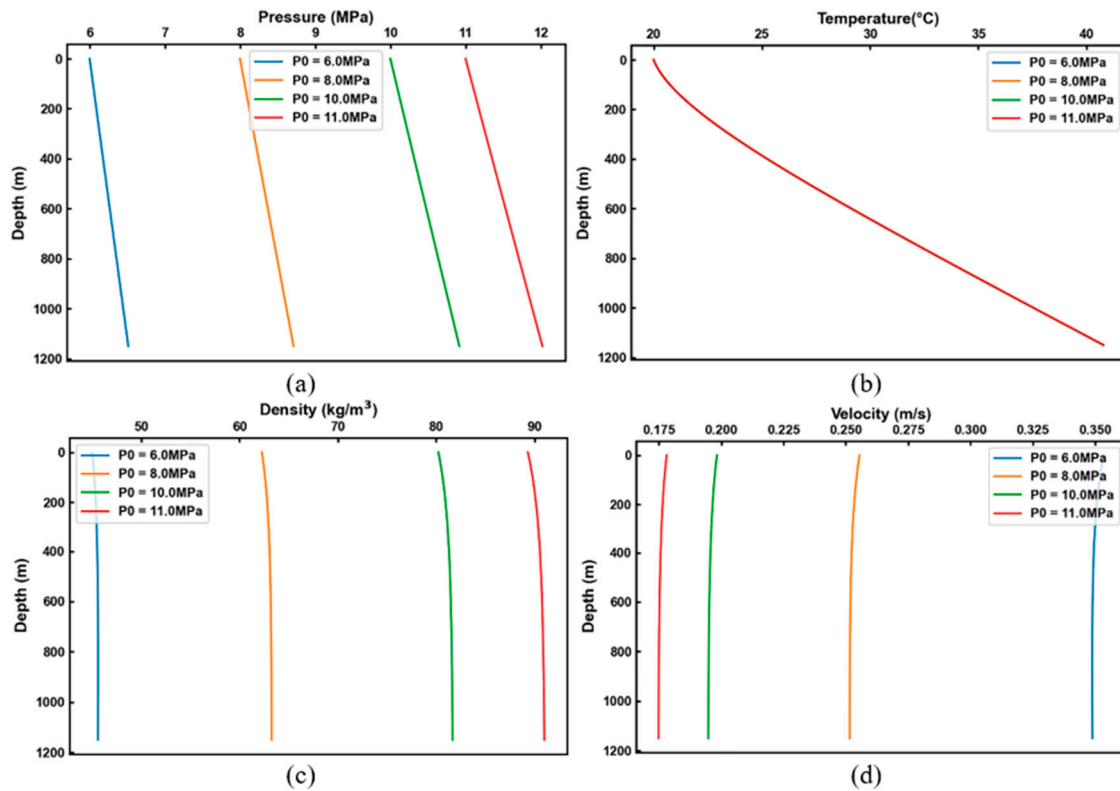 Pressure (MPa)
6 7 8 9 10 11 12
0
200
400
600
800
1000
1200
Depth (m)
P0 = 6.0MPa
P0 = 8.0MPa
P0 = 10.0MPa
P0 = 11.0MPa
(a)
Temperature(°C)
20 25 30 35 40
0
200
400
600
800
1000
1200
Depth (m)
P0 = 6.0MPa
P0 = 8.0MPa
P0 = 10.0MPa
P0 = 11.0MPa
(b)
Density (kg/m³)
50 60 70 80 90
0
200
400
600
800
1000
1200
Depth (m)
P0 = 6.0MPa
P0 = 8.0MPa
P0 = 10.0MPa
P0 = 11.0MPa
(c)
Velocity (m/s)
0.175 0.200 0.225 0.250 0.275 0.300 0.325 0.350
0
200
400
600
800
1000
1200
Depth (m)
P0 = 6.0MPa
P0 = 8.0MPa
P0 = 10.0MPa
P0 = 11.0MPa
(d)